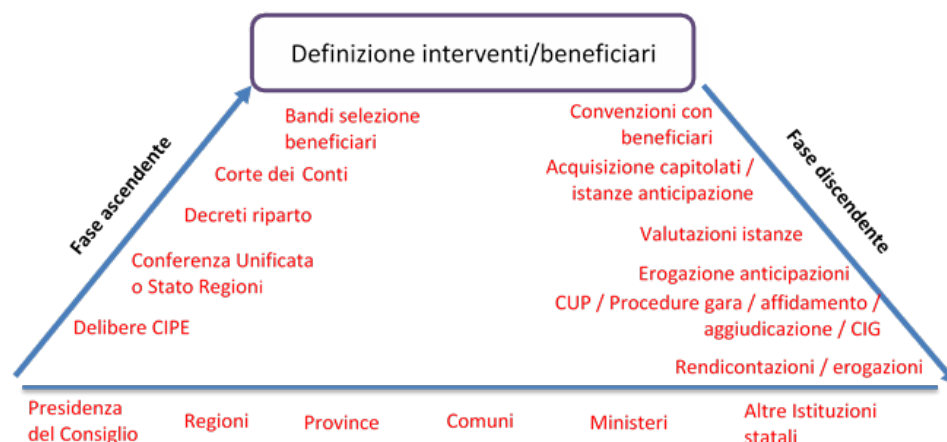 Definizione interventi/beneficiari
Fase ascendente
Bandi selezione
beneficiari
Corte dei Conti
Decreti riparto
Conferenza Unificata
o Stato Regioni
Delibere CIPE
Convenzioni con
beneficiari
Acquisizione capitolati /
istanze anticipazione
Valutazioni istanze
Erogazione anticipazioni
CUP / Procedure gara / affidamento /
aggiudicazione / CIG
Rendicontazioni / erogazioni
Fase discendente
Presidenza
del Consiglio
Regioni
Province
Comuni
Ministeri
Altre Istituzioni
statali